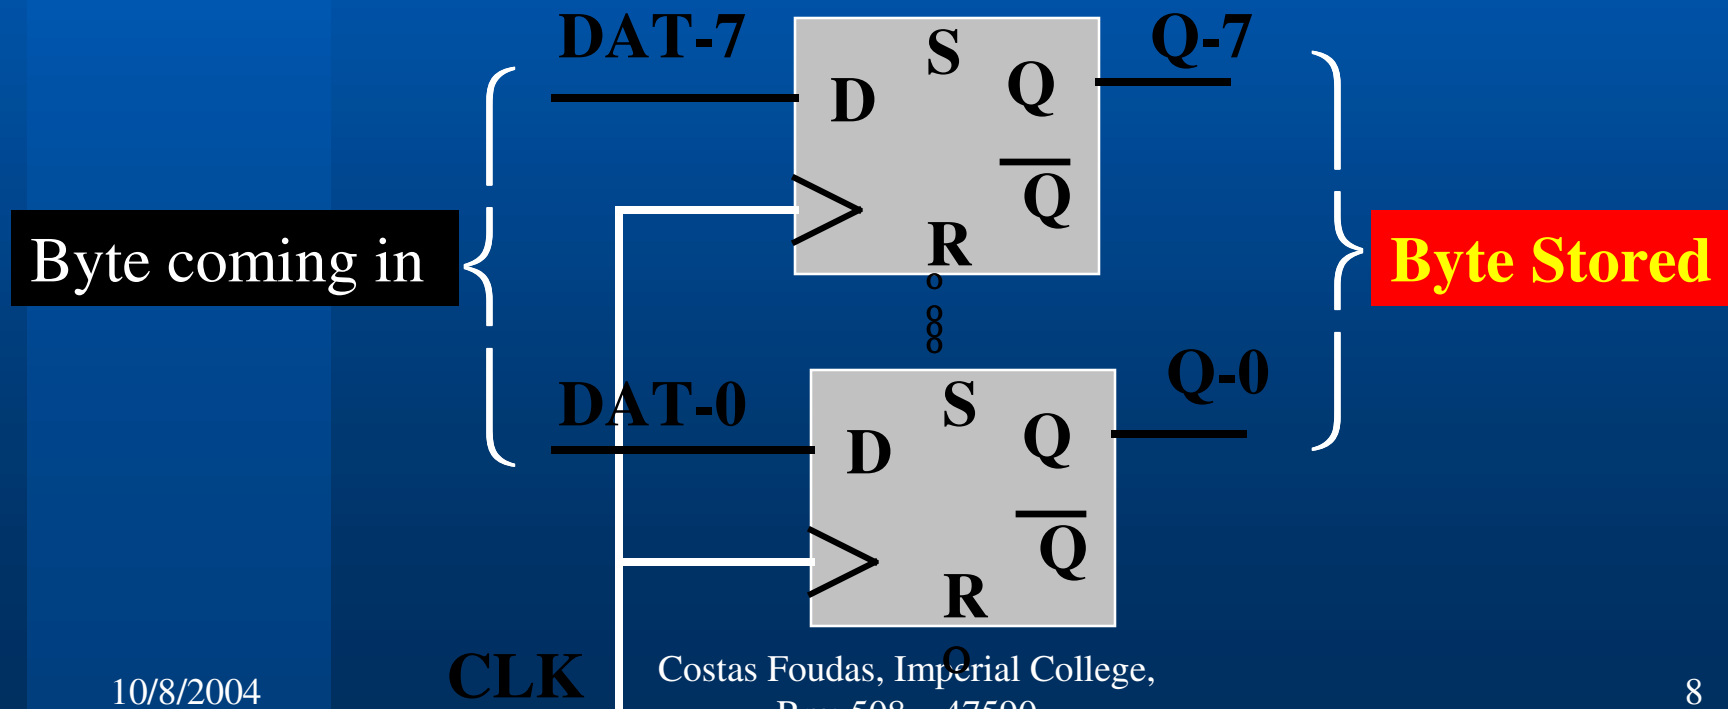 DAT-7
Q-7
S
D
Q
Q
R
Byte coming in
Byte Stored
DAT-0
Q-0
S
D
Q
Q
R
CLK
10/8/2004
Costas Foudas, Imperial College,
8